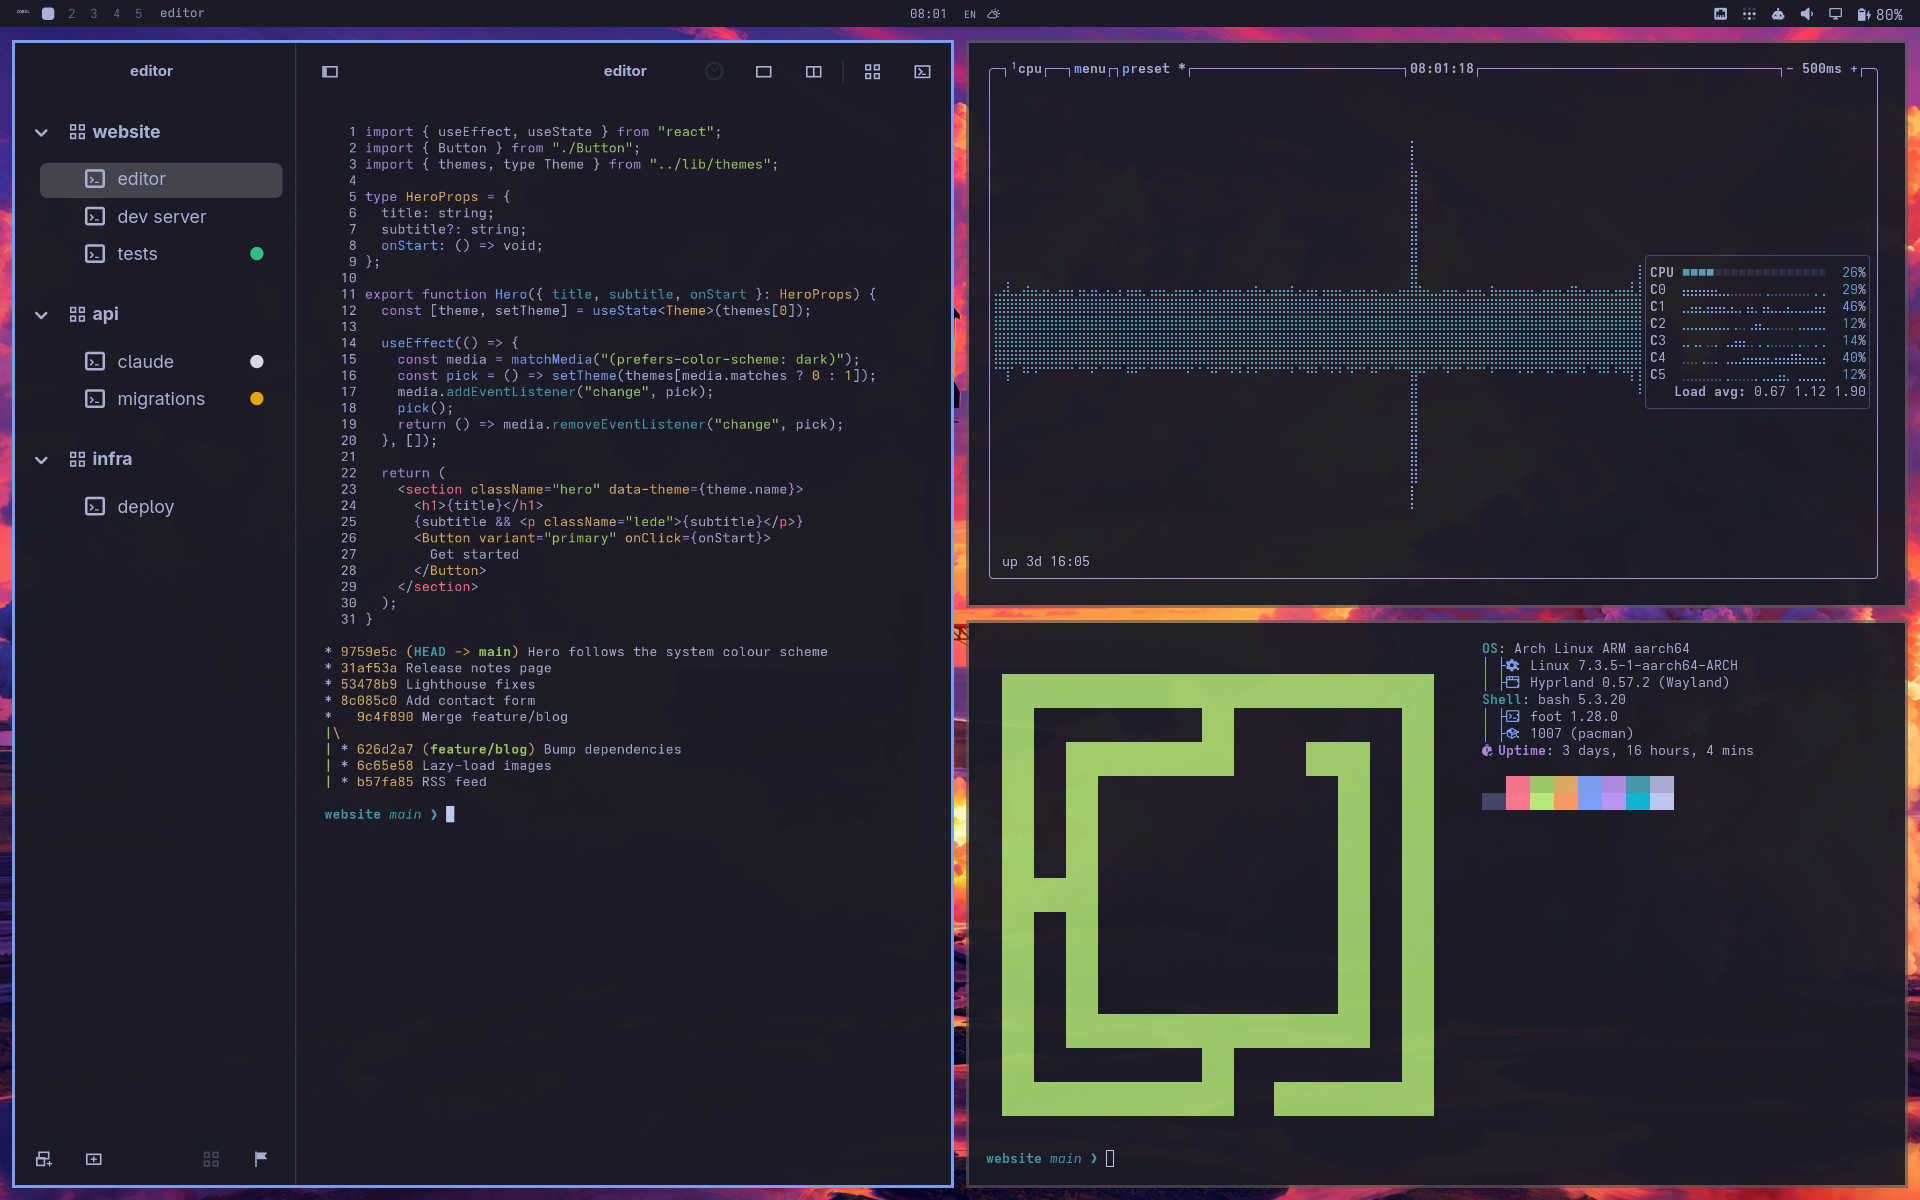 2 3 4 5 editor
08:01 EN
80%
editor
website
editor
dev server
tests
api
claude
migrations
infra
deploy
editor
1 import { useEffect, useState } from "react";
2 import { Button } from "./Button";
3 import { themes, type Theme } from "../lib/themes";
4
5 type HeroProps = {
6   title: string;
7   subtitle?: string;
8   onStart: () => void;
9 };
10
11 export function Hero({ title, subtitle, onStart }: HeroProps) {
12   const [theme, setTheme] = useState<Theme>(themes[0]);
13
14   useEffect(() => {
15     const media = matchMedia("(prefers-color-scheme: dark)");
16     const pick = () => setTheme(themes[media.matches ? 0 : 1]);
17     media.addEventListener("change", pick);
18     pick();
19     return () => media.removeEventListener("change", pick);
20   }, []);
21
22   return (
23     <section className="hero" data-theme={theme.name}>
24       <h1>{title}</h1>
25       {subtitle && <p className="lede">{subtitle}</p>}
26       <Button variant="primary" onClick={onStart}>
27         Get started
28       </Button>
29     </section>
30   );
31 }
* 9759e5c (HEAD -> main) Hero follows the system colour scheme
* 31af53a Release notes page
* 53478b9 Lighthouse fixes
* 8c085c0 Add contact form
*   9c4f890 Merge feature/blog
|\
| * 626d2a7 (feature/blog) Bump dependencies
| * 6c65e58 Lazy-load images
| * b57fa85 RSS feed
website main ❯
¹cpu menu preset * 08:01:18 - 500ms +
CPU 26%
C0 29%
C1 46%
C2 12%
C3 14%
C4 40%
C5 12%
Load avg: 0.67 1.12 1.90
up 3d 16:05
OS: Arch Linux ARM aarch64
Linux 7.3.5-1-aarch64-ARCH
Hyprland 0.57.2 (Wayland)
Shell: bash 5.3.20
foot 1.28.0
1007 (pacman)
Uptime: 3 days, 16 hours, 4 mins
website main ❯